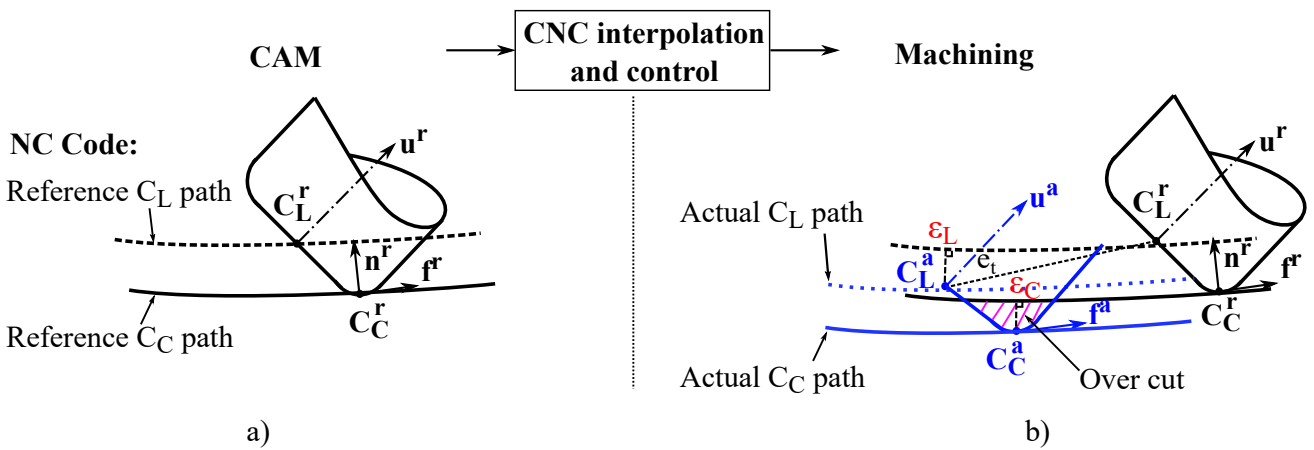 CAM
CNC interpolation
and control
Machining
NC Code:
Reference C_L path
u^r
C_L^r
n^r
f^r
C_C^r
Reference C_C path
a)
Actual C_L path
u^a
u^r
C_L^r
ε_L
C_L^a
e_t
n^r
f^r
ε_C
f^a
C_C^r
C_C^a
Actual C_C path
Over cut
b)